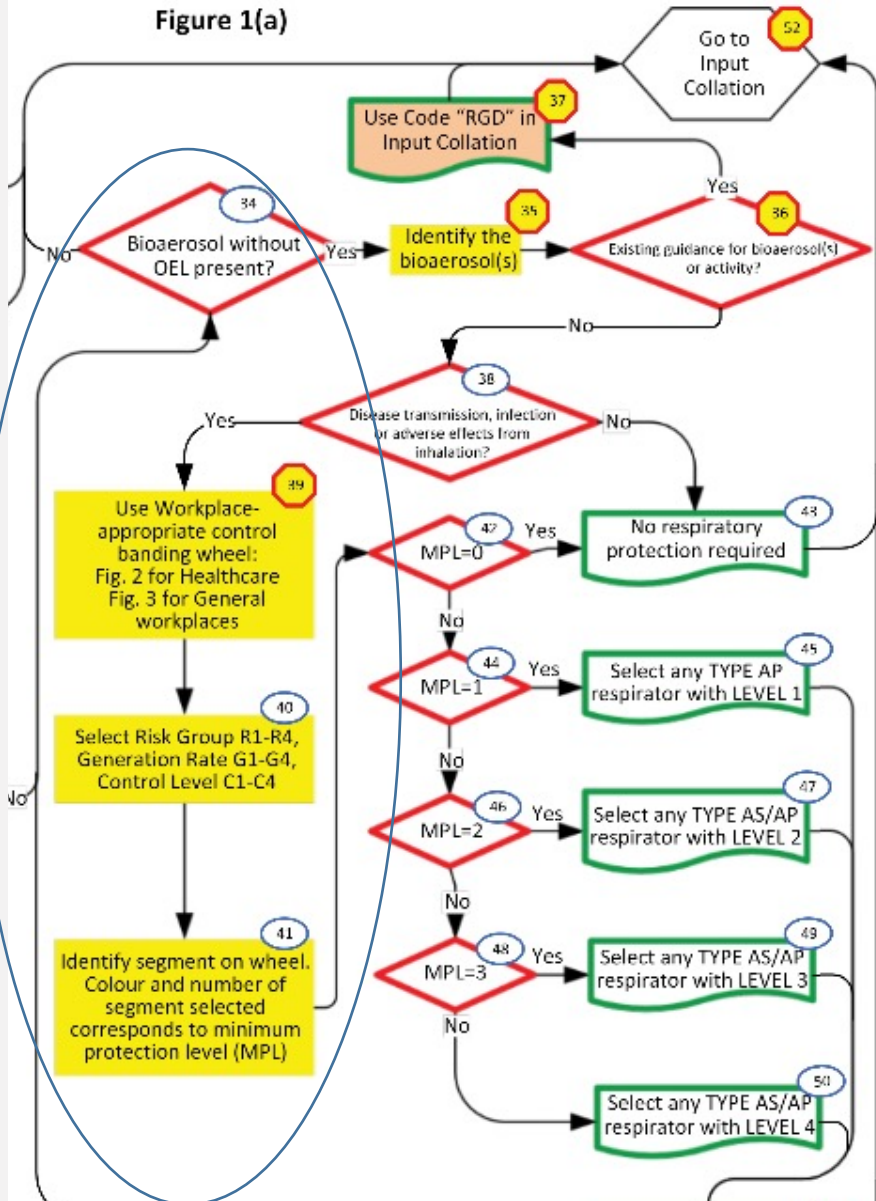 Figure 1(a)
52
Go to
Input
Collation
37
Use Code "RGD" in
Input Collation
Yes
34
Bioaerosol without
OEL present?
No
Yes
35
Identify the
bioaerosol(s)
36
Existing guidance for bioaerosol(s)
or activity?
No
38
Disease transmission, infection
or adverse effects from
inhalation?
Yes
No
39
Use Workplace-
appropriate control
banding wheel:
Fig. 2 for Healthcare
Fig. 3 for General
workplaces
42
MPL=0
Yes
43
No respiratory
protection required
No
44
MPL=1
Yes
45
Select any TYPE AP
respirator with LEVEL 1
40
Select Risk Group R1-R4,
Generation Rate G1-G4,
Control Level C1-C4
No
No
46
MPL=2
Yes
47
Select any TYPE AS/AP
respirator with LEVEL 2
No
41
Identify segment on wheel.
Colour and number of
segment selected
corresponds to minimum
protection level (MPL)
48
MPL=3
Yes
49
Select any TYPE AS/AP
respirator with LEVEL 3
No
50
Select any TYPE AS/AP
respirator with LEVEL 4